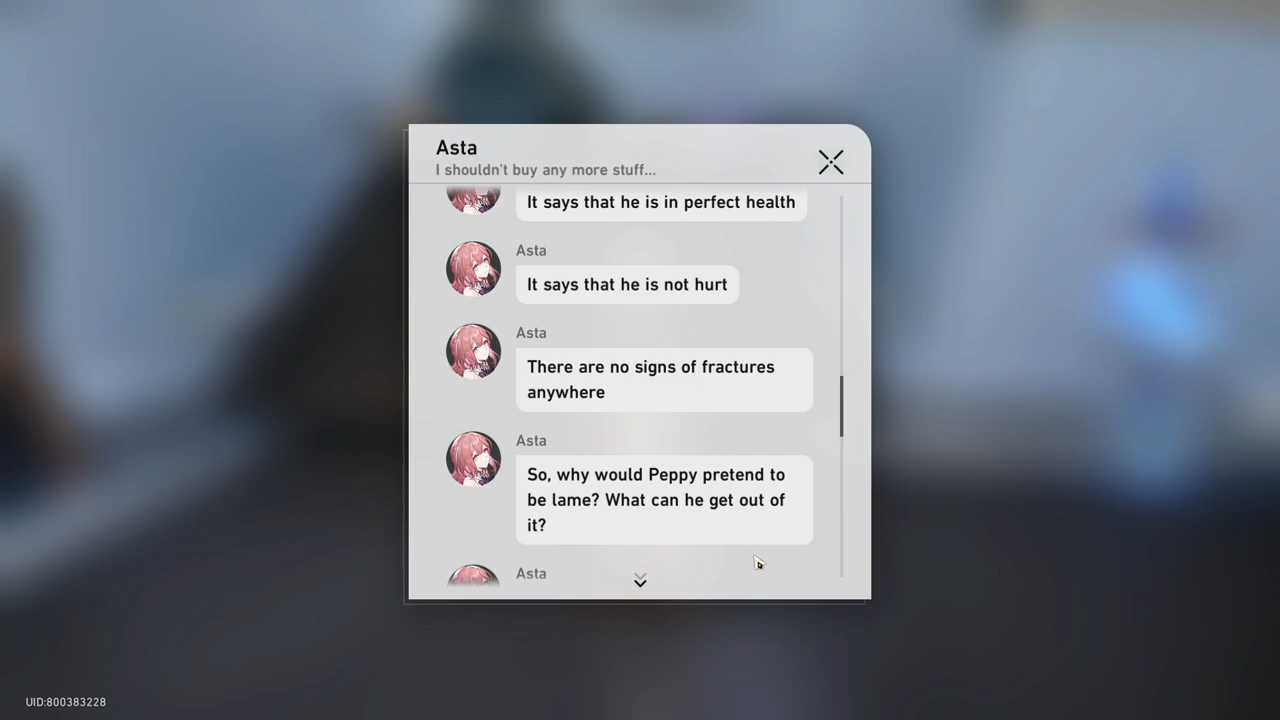 Asta
I shouldn't buy any more stuff...
It says that he is in perfect health
Asta
It says that he is not hurt
Asta
There are no signs of fractures
anywhere
Asta
So, why would Peppy pretend to
be lame? What can he get out of
it?
Asta
UID:800383228